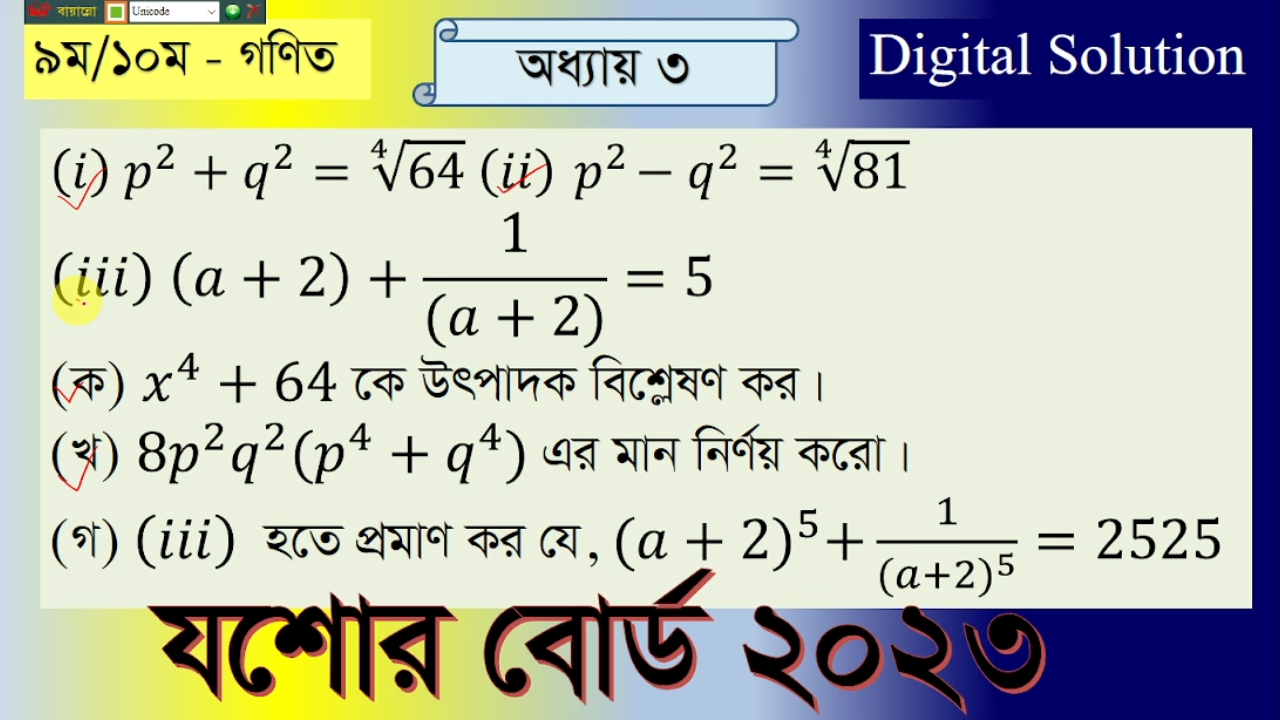 বায়ান্নো Unicode
৯ম/১০ম - গণিত
অধ্যায় ৩
Digital Solution
(i) p² + q² = ∜64 (ii) p² − q² = ∜81
(iii) (a + 2) + 1/(a + 2) = 5
(ক) x⁴ + 64 কে উৎপাদক বিশ্লেষণ কর।
(খ) 8p²q²(p⁴ + q⁴) এর মান নির্ণয় করো।
(গ) (iii) হতে প্রমাণ কর যে, (a + 2)⁵+ 1/(a+2)⁵ = 2525
যশোর বোর্ড ২০২৩